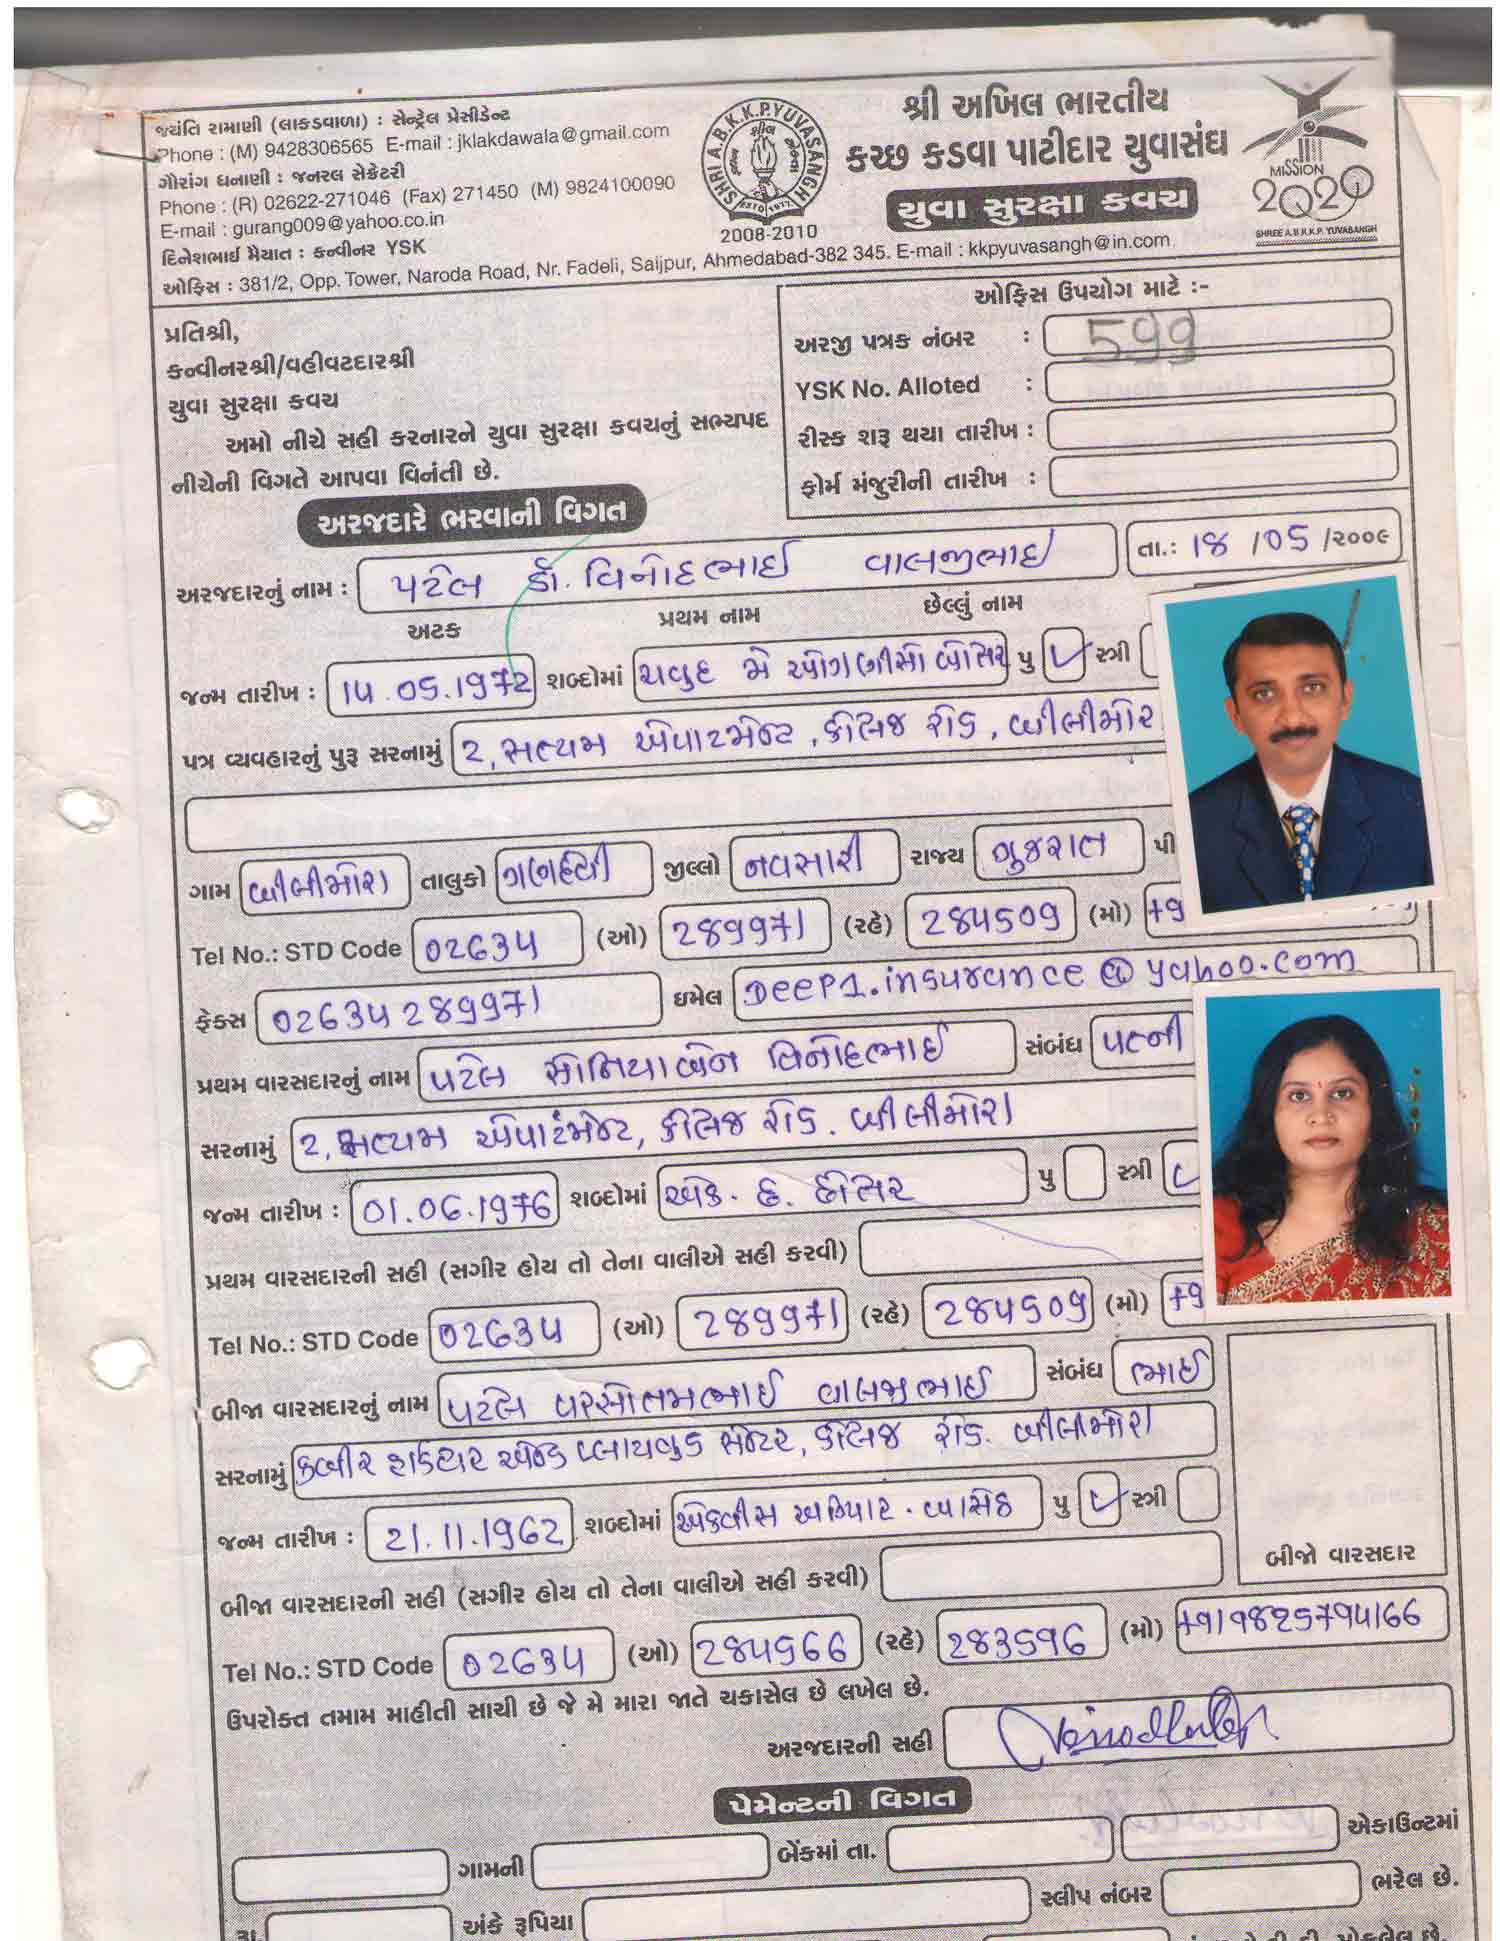 જયંતિ રામાણી (લાકડાવાળા) : સેન્ટ્રેલ પ્રેસીડેન્ટ
Phone : (M) 9428306565 E-mail : jklakdawala@gmail.com
ગૌરાંગ ધનાણી : જનરલ સેક્રેટરી
Phone : (R) 02622-271046 (Fax) 271450 (M) 9824100090
E-mail : gurang009@yahoo.co.in
દિનેશભાઈ મૈયાત : કન્વીનર YSK
ઓફિસ : 381/2, Opp. Tower, Naroda Road, Nr. Fadeli, Saijpur, Ahmedabad-382 345. E-mail : kkpyuvasangh@in.com
SHRI A.B.K.K.P. YUVASANGH
ESTD 1977
2008-2010
શ્રી અખિલ ભારતીય
કચ્છ કડવા પાટીદાર યુવાસંઘ
યુવા સુરક્ષા કવચ
MISSION
2020
SHREE A.B.K.K.P. YUVASANGH
પ્રતિશ્રી,
કન્વીનરશ્રી/વહીવટદારશ્રી
યુવા સુરક્ષા કવચ
અમો નીચે સહી કરનારને યુવા સુરક્ષા કવચનું સભ્યપદ
નીચેની વિગતે આપવા વિનંતી છે.
ઓફિસ ઉપયોગ માટે :-
અરજી પત્રક નંબર : 599
YSK No. Alloted :
રીસ્ક શરૂ થયા તારીખ :
ફોર્મ મંજુરીની તારીખ :
અરજદારે ભરવાની વિગત
અરજદારનું નામ : પટેલ ડૉ. વિનોદભાઈ વાલજીભાઈ તા.: 18 /05 /૨૦૦૯
અટક પ્રથમ નામ છેલ્લું નામ
જન્મ તારીખ : 14.05.1972 શબ્દોમાં ચવુદ મે ઓગણીસો બોતેર પુ ✓ સ્ત્રી
પત્ર વ્યવહારનું પુરૂ સરનામું 2, સત્યમ એપાટમેન્ટ, કોલેજ રોડ, બીલીમોર
ગામ બીલીમોરા તાલુકો ગણદેવી જીલ્લો નવસારી રાજ્ય ગુજરાત પી
Tel No.: STD Code 02634 (ઓ) 289971 (રહે) 284509 (મો) +9
ફેક્સ 02634 289971 ઇમેલ Deep1.insurance@yahoo.com
પ્રથમ વારસદારનું નામ પટેલ સોનિયાબેન વિનોદભાઈ સંબંધ પત્ની
સરનામું 2, સત્યમ એપાર્ટમેન્ટ, કોલેજ રોડ. બીલીમોરા
જન્મ તારીખ : 01.06.1976 શબ્દોમાં એક. છ. છોતેર પુ સ્ત્રી ✓
પ્રથમ વારસદારની સહી (સગીર હોય તો તેના વાલીએ સહી કરવી)
Tel No.: STD Code 02634 (ઓ) 289971 (રહે) 284509 (મો) +9
બીજા વારસદારનું નામ પટેલ પરસોતમભાઈ વાલજીભાઈ સંબંધ ભાઈ
સરનામું કબીર હાર્ડવેર એન્ડ પ્લાયવુડ સેન્ટર, કોલેજ રોડ. બીલીમોરા
જન્મ તારીખ : 21.11.1962 શબ્દોમાં એકવીસ અગિયાર. બાસઠ પુ ✓ સ્ત્રી
બીજો વારસદાર
બીજા વારસદારની સહી (સગીર હોય તો તેના વાલીએ સહી કરવી)
Tel No.: STD Code 02634 (ઓ) 284566 (રહે) 283596 (મો) +919825794166
ઉપરોક્ત તમામ માહીતી સાચી છે જે મે મારા જાતે ચકાસેલ છે લખેલ છે.
અરજદારની સહી
પેમેન્ટની વિગત
ગામની બેંકમાં તા. એકાઉન્ટમાં
રૂા. અંકે રૂપિયા સ્લીપ નંબર ભરેલ છે.